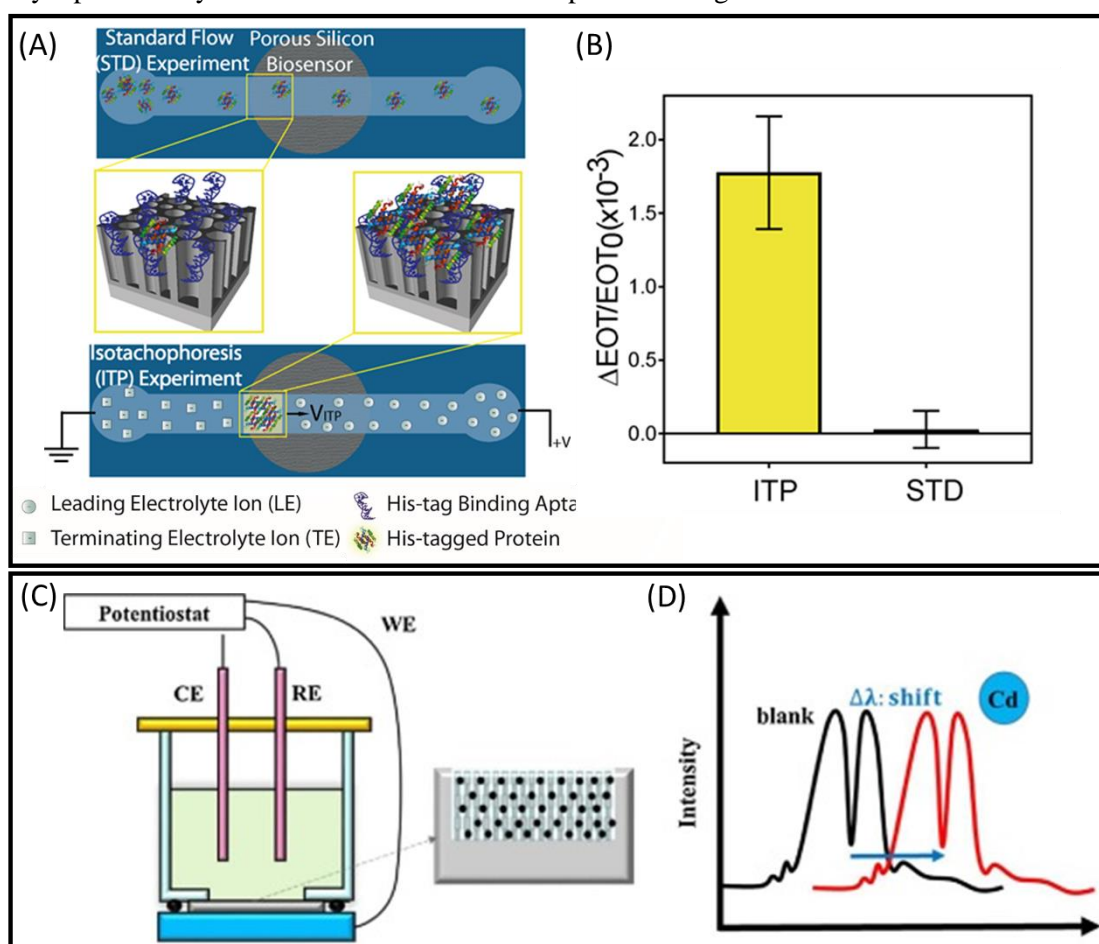 (A)
Standard Flow
(STD) Experiment
Porous Silicon
Biosensor
Isotachophoresis
(ITP) Experiment
VITP
+V
Leading Electrolyte Ion (LE)
His-tag Binding Apta
Terminating Electrolyte Ion (TE)
His-tagged Protein
(B)
ΔEOT/EOT0(x10-3)
2.0
1.5
1.0
0.5
0.0
ITP
STD
(C)
Potentiostat
WE
CE
RE
(D)
Δλ: shift
Cd
blank
Intensity